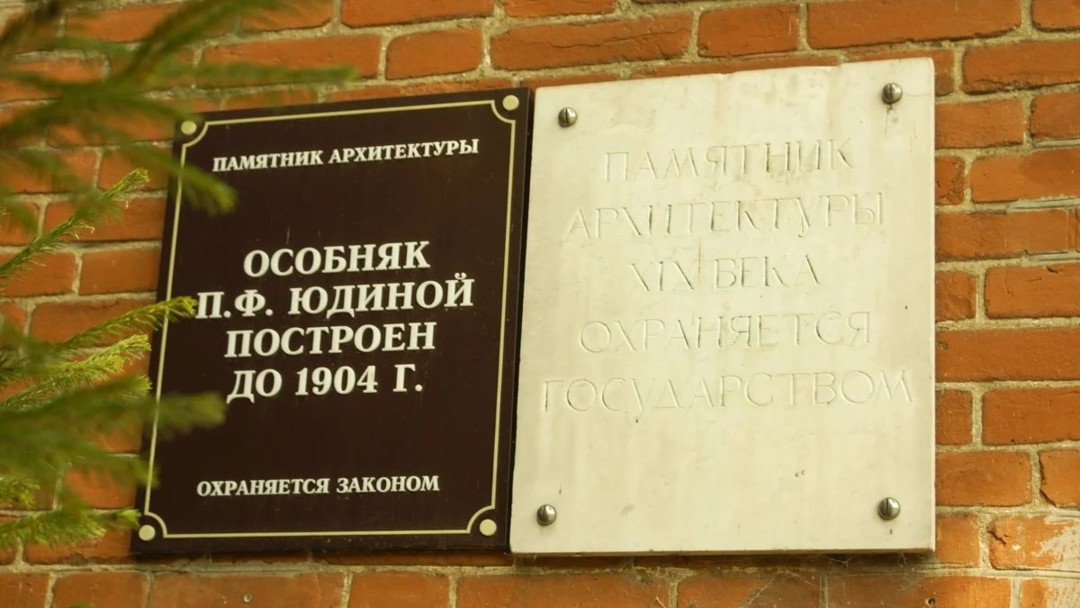 ПАМЯТНИК АРХИТЕКТУРЫ
ОСОБНЯК
П.Ф. ЮДИНОЙ
ПОСТРОЕН
ДО 1904 Г.
ОХРАНЯЕТСЯ ЗАКОНОМ
ПАМЯТНИК
АРХИТЕКТУРЫ
XIX ВЕКА
ОХРАНЯЕТСЯ
ГОСУДАРСТВОМ